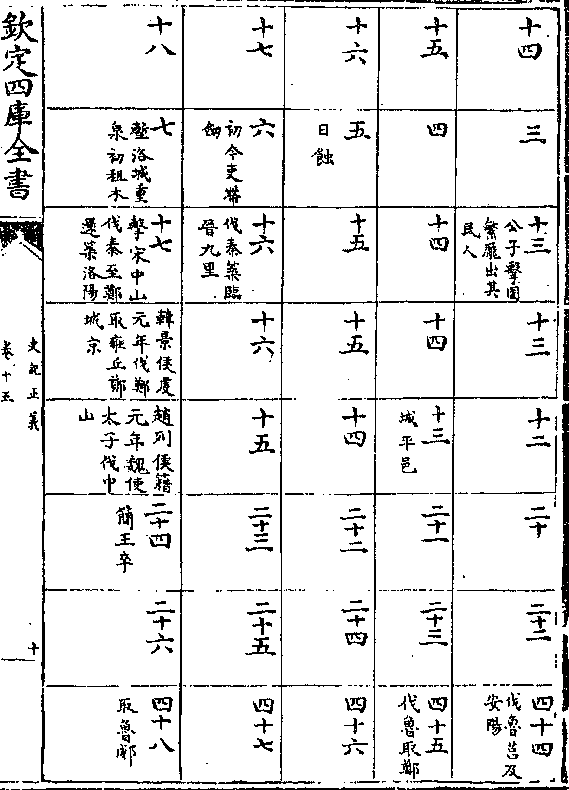 十四
三
十三
公子擊圍
繁龐出其
民人
十三
十二
二十
二十二
四十四
伐魯莒及
安陽
十五
四
十四
十四
十三
城平邑
二十一
二十三
四十五
伐魯取鄭
十六
五
日蝕
十五
十五
十四
二十二
二十四
四十六
十七
六
初令吏帶
劍
十六
伐秦築臨
晉九里
十六
十五
二十三
二十五
四十七
十八
七
塹洛城重
泉初租木
十七
擊宋中山
伐秦至鄭
還築洛陽
韓景侯虔
元年伐鄭
取雍丘鄭
城京
趙列侯籍
元年魏使
太子伐中
山
二十四
簡王卒
二十六
四十八
取魯郕
欽定四庫全書
史記正義
卷十五
十